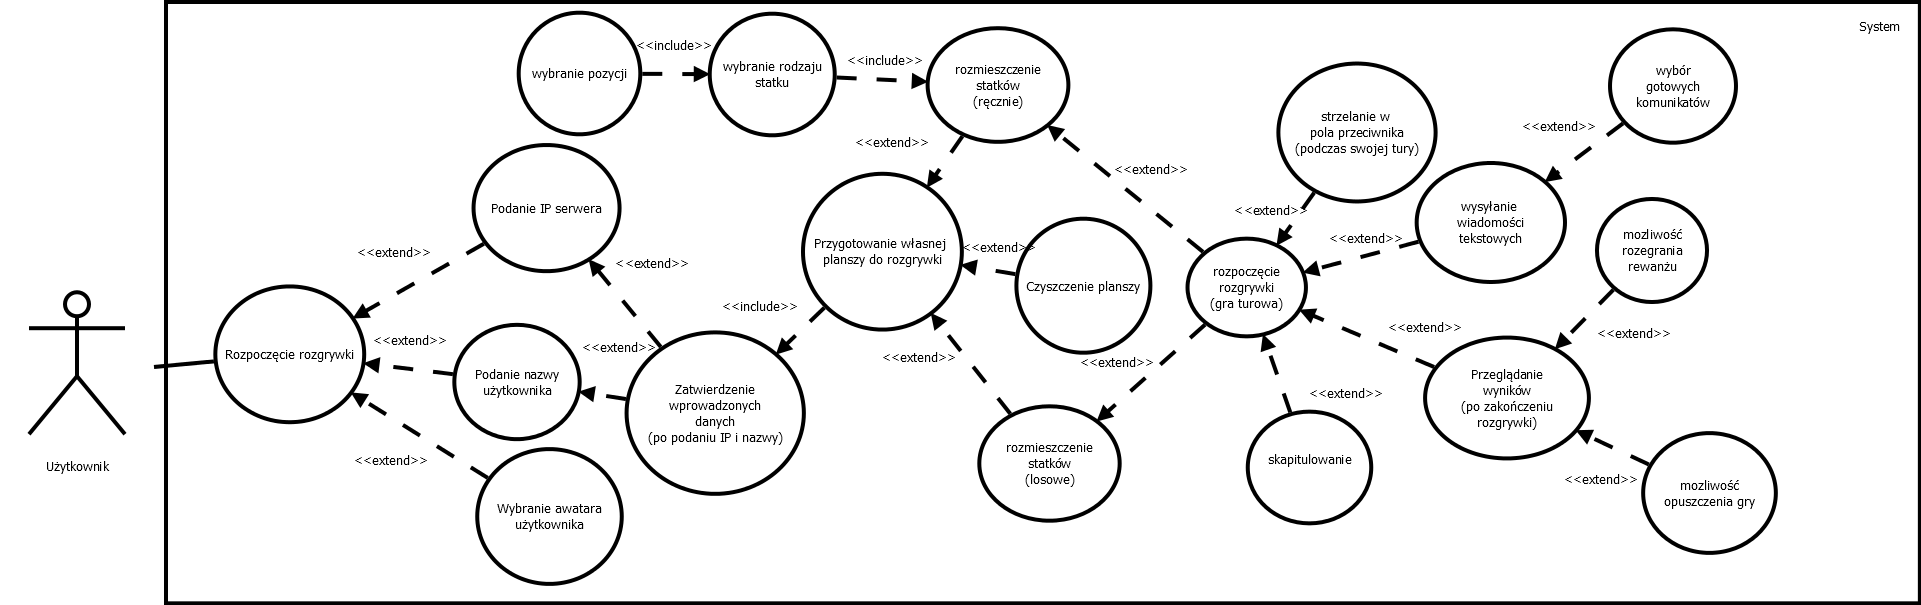 System
<<include>>
wybranie pozycji
wybranie rodzaju
statku
<<include>>
rozmieszczenie
statków
(ręcznie)
wybór
gotowych
komunikatów
strzelanie w
pola przeciwnika
(podczas swojej tury)
<<extend>>
<<extend>>
<<extend>>
Podanie IP serwera
<<extend>>
wysyłanie
wiadomości
tekstowych
mozliwość
rozegrania
rewanżu
<<extend>>
<<extend>>
<<extend>>
Przygotowanie własnej
planszy do rozgrywki
<<extend>>
<<extend>>
Czyszczenie planszy
rozpoczęcie
rozgrywki
(gra turowa)
<<include>>
<<extend>>
<<extend>>
Rozpoczęcie rozgrywki
<<extend>>
<<extend>>
<<extend>>
<<extend>>
Podanie nazwy
użytkownika
Zatwierdzenie
wprowadzonych
danych
(po podaniu IP i nazwy)
Przeglądanie
wyników
(po zakończeniu
rozgrywki)
<<extend>>
Użytkownik
<<extend>>
rozmieszczenie
statków
(losowe)
skapitulowanie
<<extend>>
mozliwość
opuszczenia gry
Wybranie awatara
użytkownika